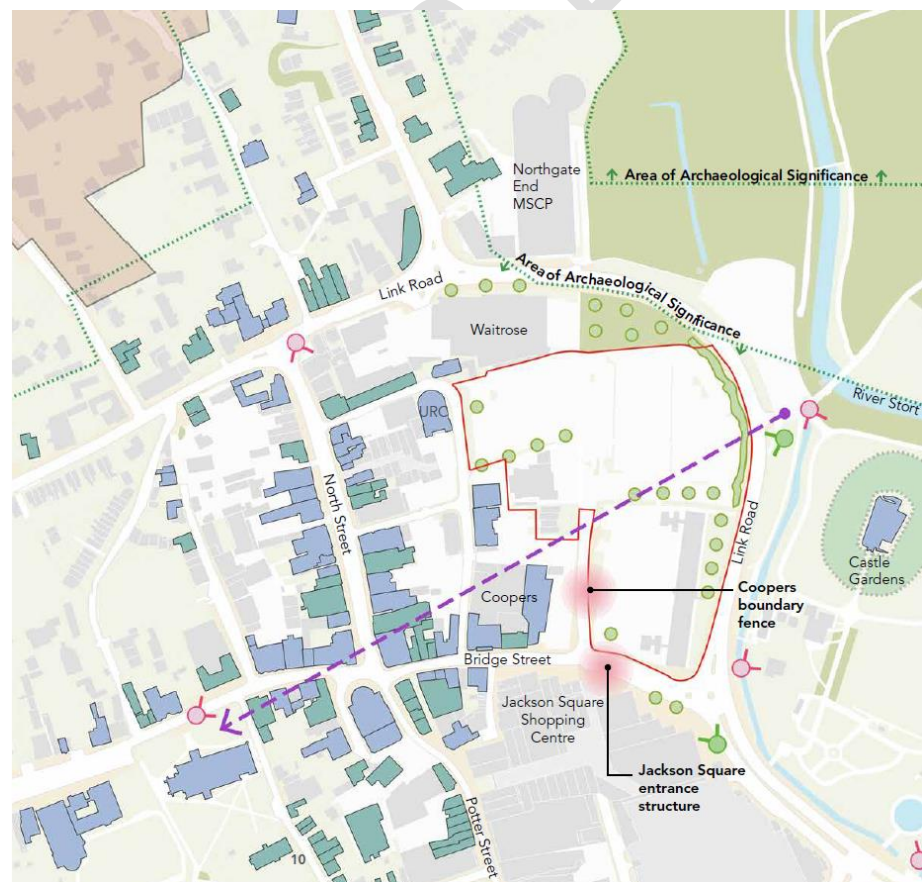 Northgate
End
MSCP
↑ Area of Archaeological Significance ↑
Area of Archaeological Significance
Link Road
Waitrose
River Stort
URC
North Street
Link Road
Castle
Gardens
Coopers
boundary
fence
Coopers
Bridge Street
Jackson Square
Shopping
Centre
Jackson Square
entrance
structure
Potter Street
10